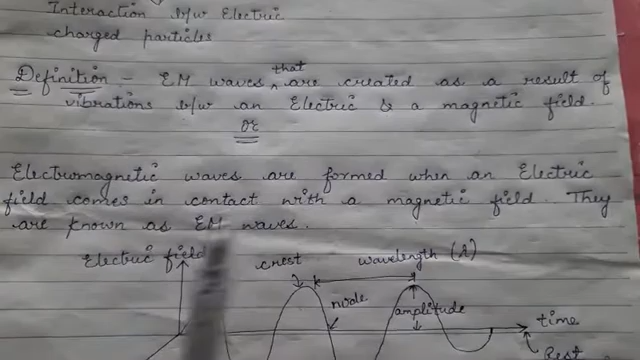 Interaction b/w Electric
charged particles
Definition - EM waves that are created as a result of
vibrations b/w an Electric & a magnetic field.
Or
Electromagnetic waves are formed when an Electric
field comes in contact with a magnetic field. They
are known as EM waves.
Electric field
crest
wavelength (λ)
node
amplitude
time
Rest